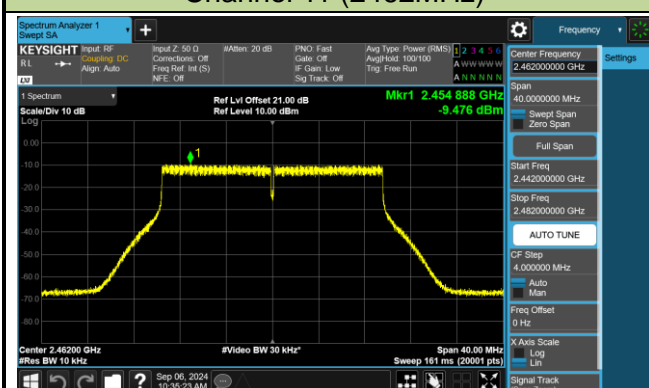 Spectrum Analyzer 1
Swept SA
+
Frequency
KEYSIGHT
R L
LXI
Input: RF
Coupling: DC
Align: Auto
Input Z: 50 Ω
Corrections: Off
Freq Ref: Int (S)
NFE: Off
#Atten: 20 dB
PNO: Fast
Gate: Off
IF Gain: Low
Sig Track: Off
Avg Type: Power (RMS)
Avg|Hold: 100/100
Trig: Free Run
1 2 3 4 5 6
A W W W W W
A N N N N N
1 Spectrum
Scale/Div 10 dB
Log
Ref Lvl Offset 21.00 dB
Ref Level 10.00 dBm
Mkr1 2.454 888 GHz
-9.476 dBm
0.00
-10.0
-20.0
-30.0
-40.0
-50.0
-60.0
-70.0
-80.0
1
Center 2.46200 GHz
#Res BW 10 kHz
#Video BW 30 kHz*
Span 40.00 MHz
Sweep 161 ms (20001 pts)
Sep 06, 2024
10:35:23 AM
Center Frequency
2.462000000 GHz
Settings
Span
40.0000000 MHz
Swept Span
Zero Span
Full Span
Start Freq
2.442000000 GHz
Stop Freq
2.482000000 GHz
AUTO TUNE
CF Step
4.000000 MHz
Auto
Man
Freq Offset
0 Hz
X Axis Scale
Log
Lin
Signal Track